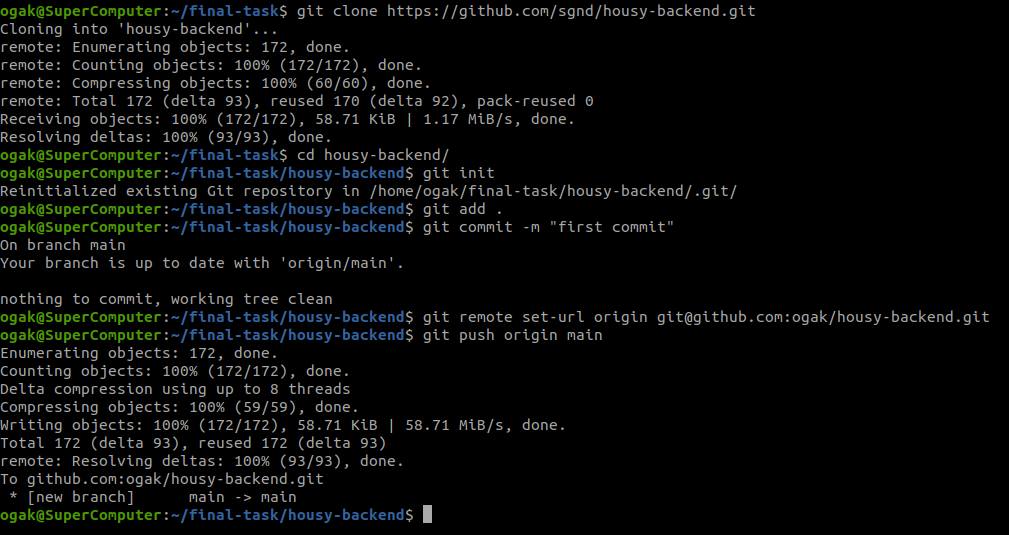 ogak@SuperComputer:~/final-task$ git clone https://github.com/sgnd/housy-backend.git
Cloning into 'housy-backend'...
remote: Enumerating objects: 172, done.
remote: Counting objects: 100% (172/172), done.
remote: Compressing objects: 100% (60/60), done.
remote: Total 172 (delta 93), reused 170 (delta 92), pack-reused 0
Receiving objects: 100% (172/172), 58.71 KiB | 1.17 MiB/s, done.
Resolving deltas: 100% (93/93), done.
ogak@SuperComputer:~/final-task$ cd housy-backend/
ogak@SuperComputer:~/final-task/housy-backend$ git init
Reinitialized existing Git repository in /home/ogak/final-task/housy-backend/.git/
ogak@SuperComputer:~/final-task/housy-backend$ git add .
ogak@SuperComputer:~/final-task/housy-backend$ git commit -m "first commit"
On branch main
Your branch is up to date with 'origin/main'.

nothing to commit, working tree clean
ogak@SuperComputer:~/final-task/housy-backend$ git remote set-url origin git@github.com:ogak/housy-backend.git
ogak@SuperComputer:~/final-task/housy-backend$ git push origin main
Enumerating objects: 172, done.
Counting objects: 100% (172/172), done.
Delta compression using up to 8 threads
Compressing objects: 100% (59/59), done.
Writing objects: 100% (172/172), 58.71 KiB | 58.71 MiB/s, done.
Total 172 (delta 93), reused 172 (delta 93)
remote: Resolving deltas: 100% (93/93), done.
To github.com:ogak/housy-backend.git
 * [new branch]      main -> main
ogak@SuperComputer:~/final-task/housy-backend$